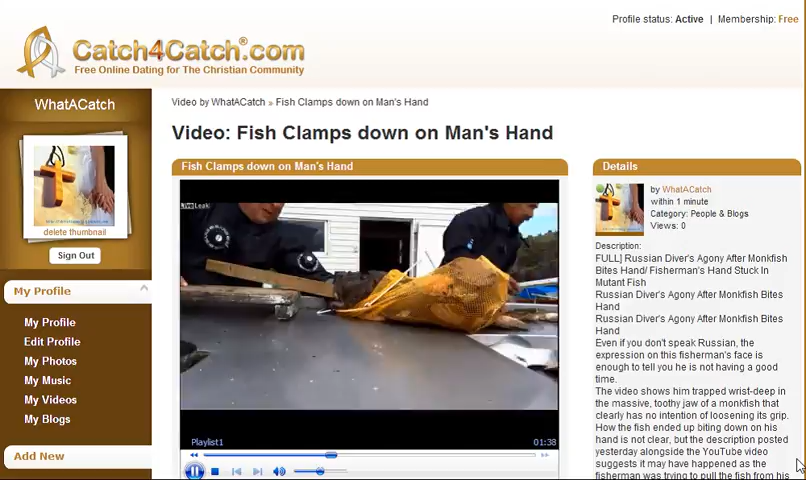 Profile status: Active | Membership: Free
Catch4Catch®.com
Free Online Dating for The Christian Community
WhatACatch
delete thumbnail
Sign Out
My Profile
My Profile
Edit Profile
My Photos
My Music
My Videos
My Blogs
Add New
Video by WhatACatch » Fish Clamps down on Man's Hand
Video: Fish Clamps down on Man's Hand
Fish Clamps down on Man's Hand
LiveLeak
Playlist1
01:38
Details
by WhatACatch
within 1 minute
Category: People & Blogs
Views: 0
Description:
FULL] Russian Diver's Agony After Monkfish
Bites Hand/ Fisherman's Hand Stuck In
Mutant Fish
Russian Diver's Agony After Monkfish Bites
Hand
Russian Diver's Agony After Monkfish Bites
Hand
Even if you don't speak Russian, the
expression on this fisherman's face is
enough to tell you he is not having a good
time.
The video shows him trapped wrist-deep in
the massive, toothy jaw of a monkfish that
clearly has no intention of loosening its grip.
How the fish ended up biting down on his
hand is not clear, but the description posted
yesterday alongside the YouTube video
suggests it may have happened as the
fisherman was trying to pull the fish from his